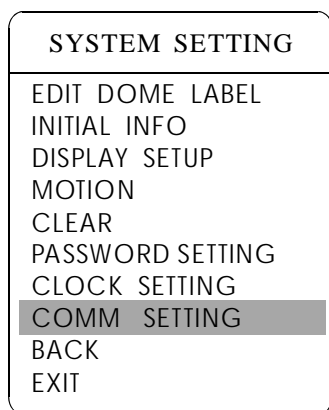 SYSTEM SETTING
EDIT DOME LABEL
INITIAL INFO
DISPLAY SETUP
MOTION
CLEAR
PASSWORD SETTING
CLOCK SETTING
COMM SETTING
BACK
EXIT